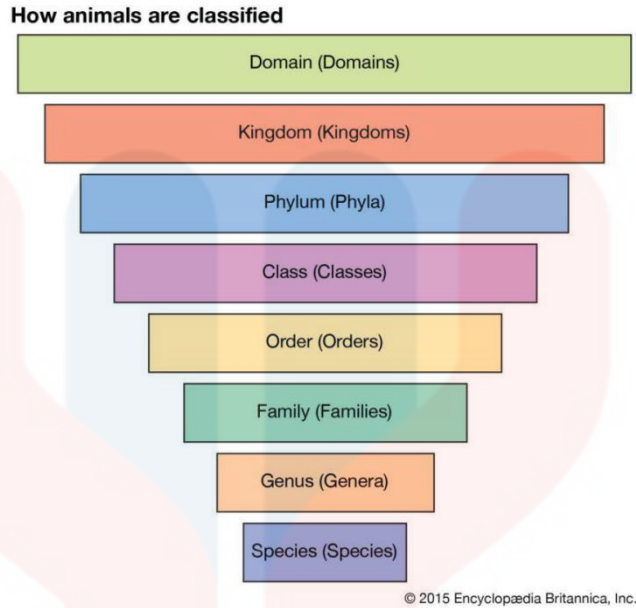 How animals are classified
Domain (Domains)
Kingdom (Kingdoms)
Phylum (Phyla)
Class (Classes)
Order (Orders)
Family (Families)
Genus (Genera)
Species (Species)
© 2015 Encyclopædia Britannica, Inc.